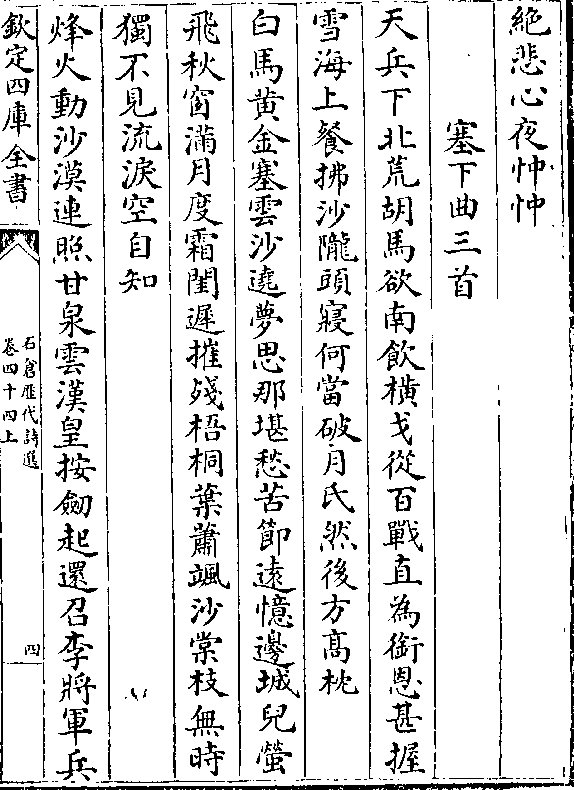 絶悲心夜忡忡
塞下曲三首
天兵下北荒胡馬欲南飲横戈從百戰直為銜恩甚握
雪海上餐拂沙隴頭寢何當破月氏然後方髙枕
白馬黄金塞雲沙遶夢思那堪愁苦節遠憶邊城兒螢
飛秋窗滿月度霜閨遲摧殘梧桐葉蕭颯沙棠枝無時
獨不見流淚空自知
烽火動沙漠連照甘泉雲漢皇按劒起還召李將軍兵
欽定四庫全書
石倉歴代詩選
卷四十四上
四